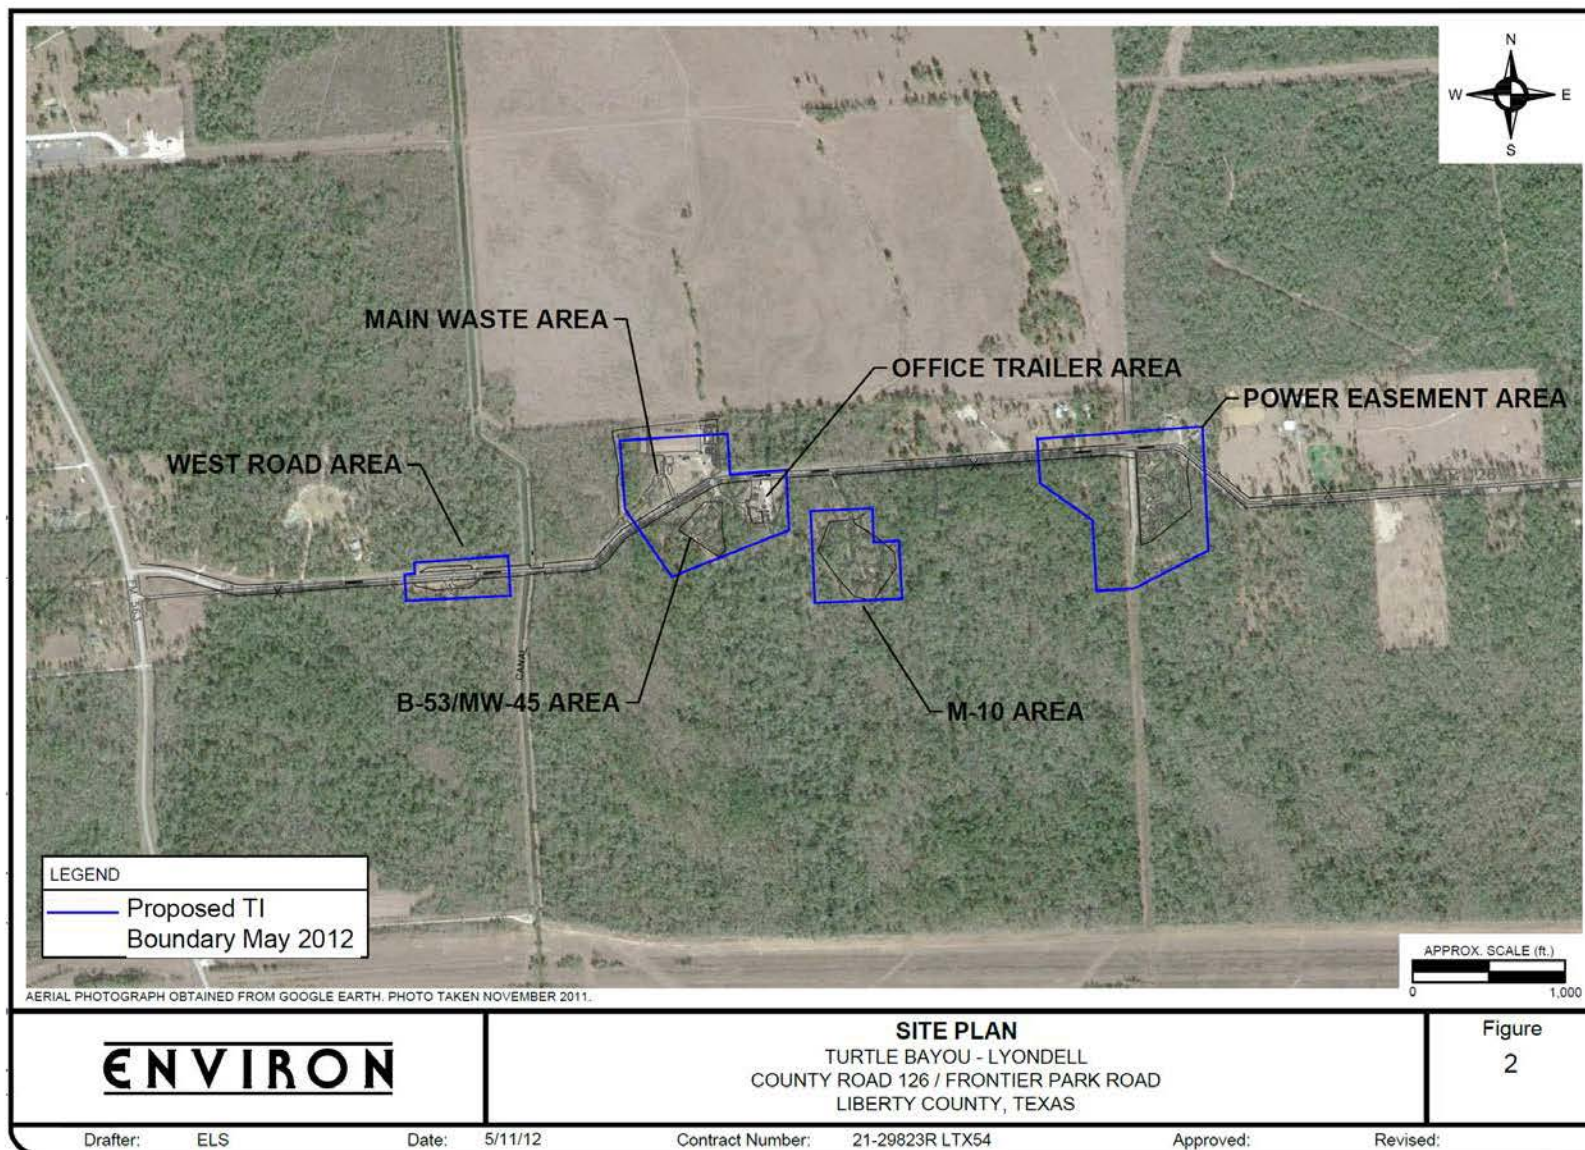 N
W E
S
MAIN WASTE AREA
OFFICE TRAILER AREA
POWER EASEMENT AREA
WEST ROAD AREA
CANAL
B-53/MW-45 AREA
M-10 AREA
LEGEND
Proposed TI
Boundary May 2012
APPROX. SCALE (ft.)
0 1,000
AERIAL PHOTOGRAPH OBTAINED FROM GOOGLE EARTH. PHOTO TAKEN NOVEMBER 2011.
ENVIRON
SITE PLAN
TURTLE BAYOU - LYONDELL
COUNTY ROAD 126 / FRONTIER PARK ROAD
LIBERTY COUNTY, TEXAS
Figure
2
Drafter: ELS Date: 5/11/12 Contract Number: 21-29823R LTX54 Approved: Revised: